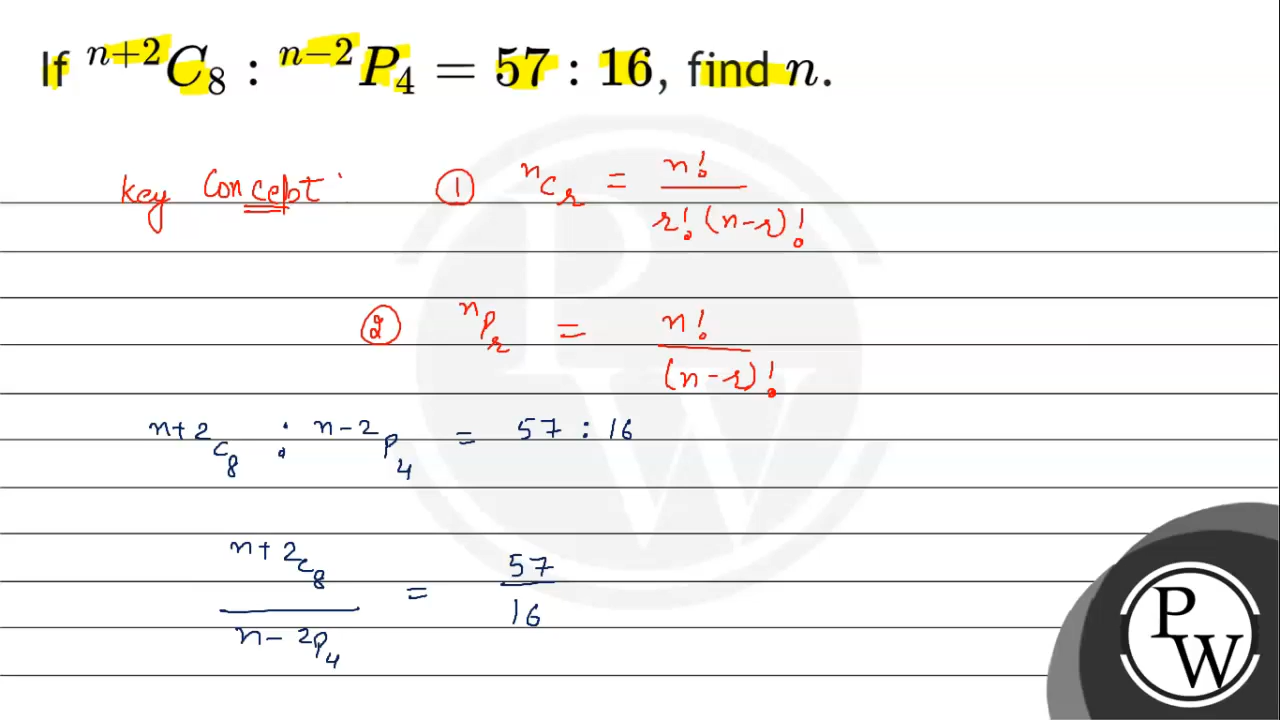 If ⁿ⁺²C₈ : ⁿ⁻²P₄ = 57 : 16, find n.
Key Concept : ① ⁿCᵣ = n! / r! (n-r)!
② ⁿPᵣ = n! / (n-r)!
ⁿ⁺²C₈ : ⁿ⁻²P₄ = 57 : 16
ⁿ⁺²C₈ / ⁿ⁻²P₄ = 57 / 16
PW
PW